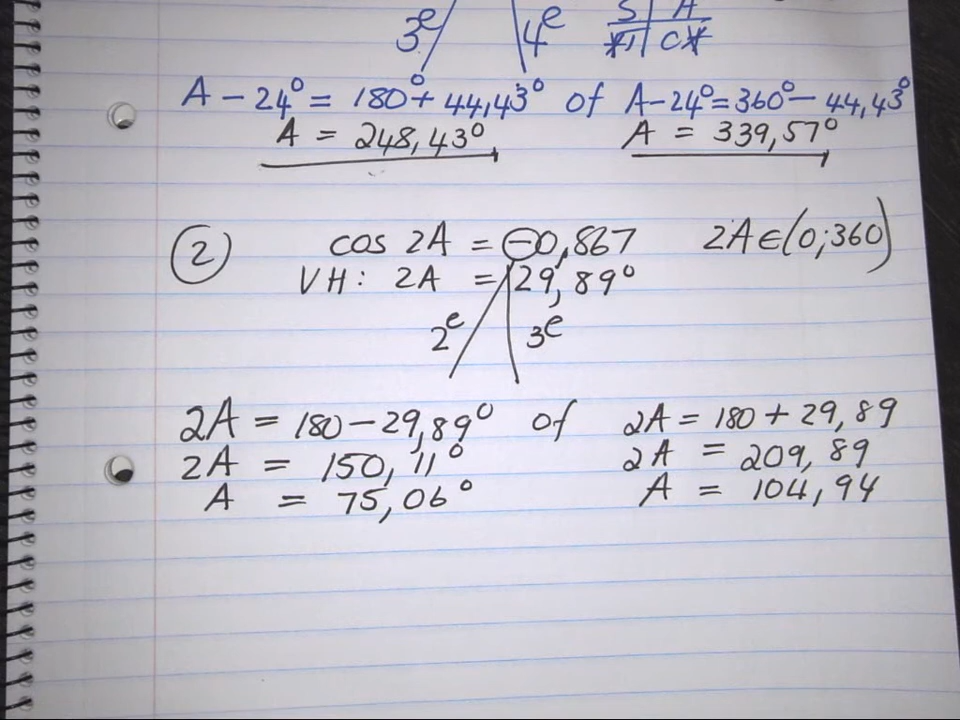 3e 4e S A
T C
A - 24° = 180° + 44,43° of A - 24° = 360° - 44,43°
A = 248,43° A = 339,57°
② cos 2A = -0,867 2A ∈ (0;360)
VH: 2A = 29,89°
2e 3e
2A = 180 - 29,89° of 2A = 180 + 29,89
2A = 150,11° 2A = 209,89
A = 75,06° A = 104,94